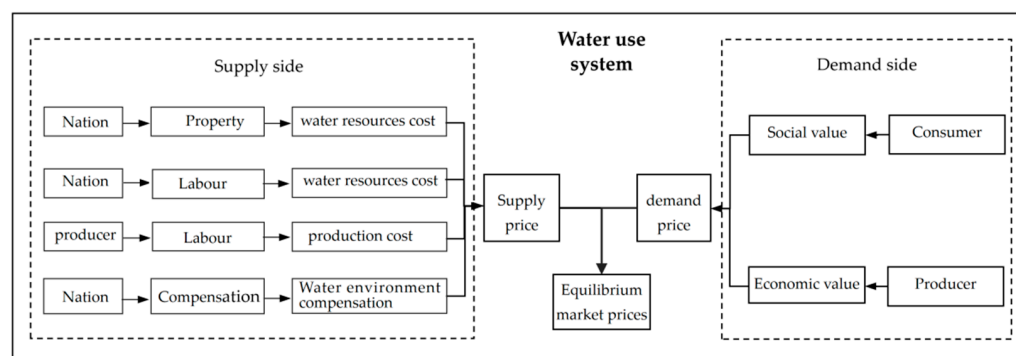 Water use
system
Supply side
Nation
Property
water resources cost
Nation
Labour
water resources cost
producer
Labour
production cost
Nation
Compensation
Water environment
compensation
Supply
price
demand
price
Equilibrium
market prices
Demand side
Social value
Consumer
Economic value
Producer